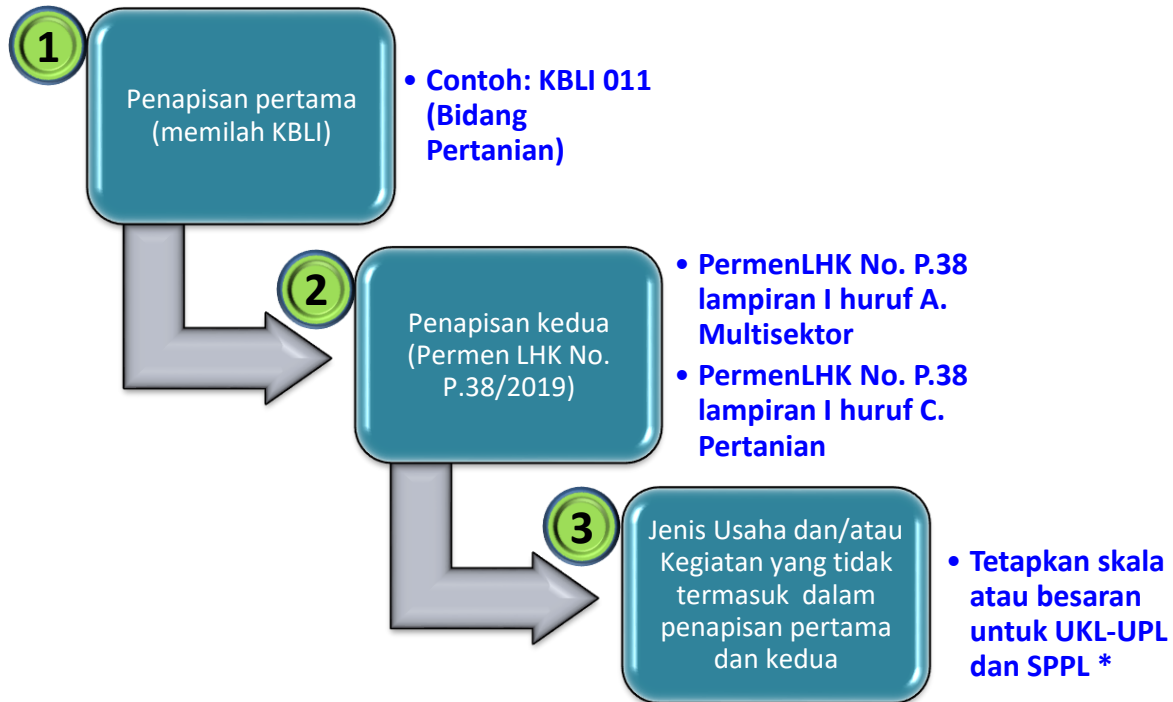 1
Penapisan pertama
(memilah KBLI)
• Contoh: KBLI 011
(Bidang
Pertanian)
2
Penapisan kedua
(Permen LHK No.
P.38/2019)
• PermenLHK No. P.38
lampiran I huruf A.
Multisektor
• PermenLHK No. P.38
lampiran I huruf C.
Pertanian
3
Jenis Usaha dan/atau
Kegiatan yang tidak
termasuk dalam
penapisan pertama
dan kedua
• Tetapkan skala
atau besaran
untuk UKL-UPL
dan SPPL *